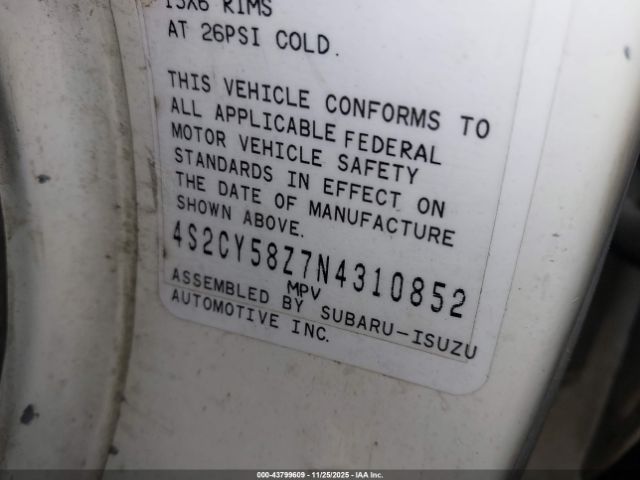 15X6 RIMS
AT 26PSI COLD.
THIS VEHICLE CONFORMS TO
ALL APPLICABLE FEDERAL
MOTOR VEHICLE SAFETY
STANDARDS IN EFFECT ON
THE DATE OF MANUFACTURE
SHOWN ABOVE.
4S2CY58Z7N4310852
MPV
ASSEMBLED BY SUBARU-ISUZU
AUTOMOTIVE INC.
000-43799609 - 11/25/2025 - IAA Inc.